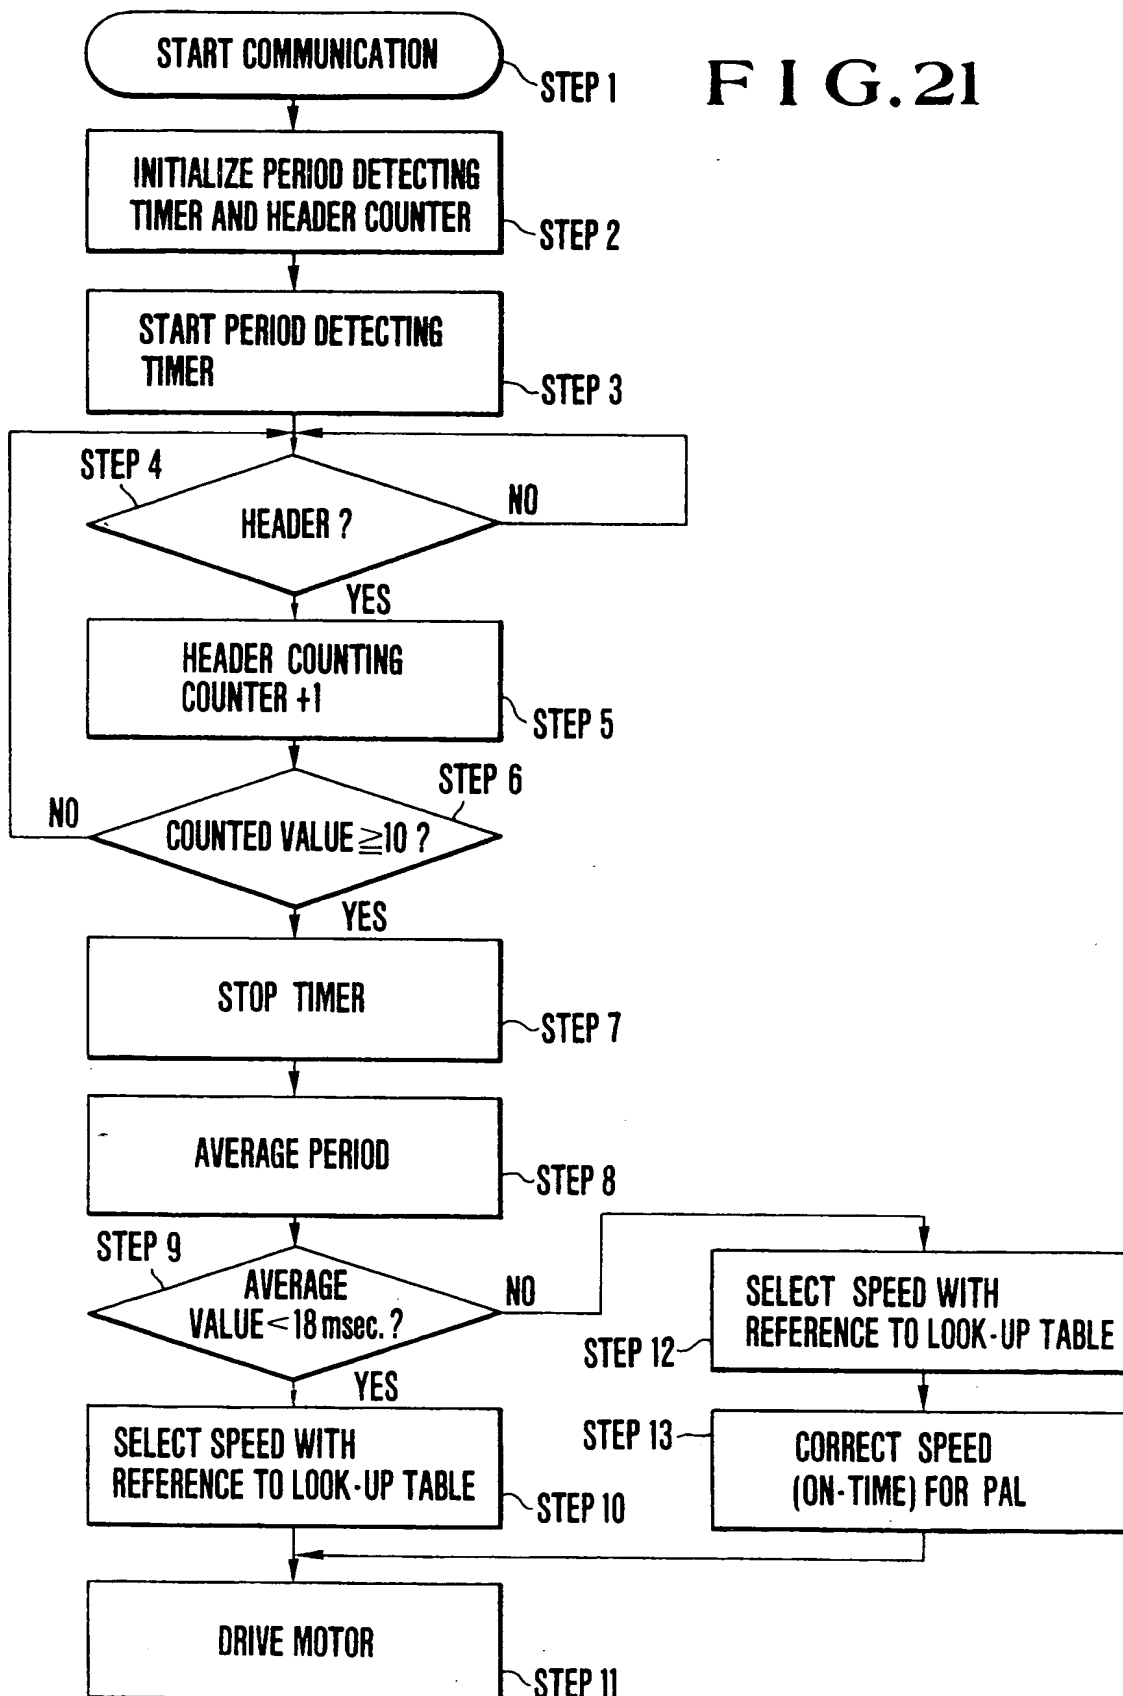 START COMMUNICATION
STEP 1
F I G. 21
INITIALIZE PERIOD DETECTING
TIMER AND HEADER COUNTER
STEP 2
START PERIOD DETECTING
TIMER
STEP 3
STEP 4
HEADER ?
NO
YES
HEADER COUNTING
COUNTER +1
STEP 5
STEP 6
NO
COUNTED VALUE ≧10 ?
YES
STOP TIMER
STEP 7
AVERAGE PERIOD
STEP 8
STEP 9
AVERAGE
VALUE < 18 msec. ?
NO
YES
SELECT SPEED WITH
REFERENCE TO LOOK-UP TABLE
STEP 12
STEP 13
CORRECT SPEED
(ON-TIME) FOR PAL
SELECT SPEED WITH
REFERENCE TO LOOK-UP TABLE
STEP 10
DRIVE MOTOR
STEP 11